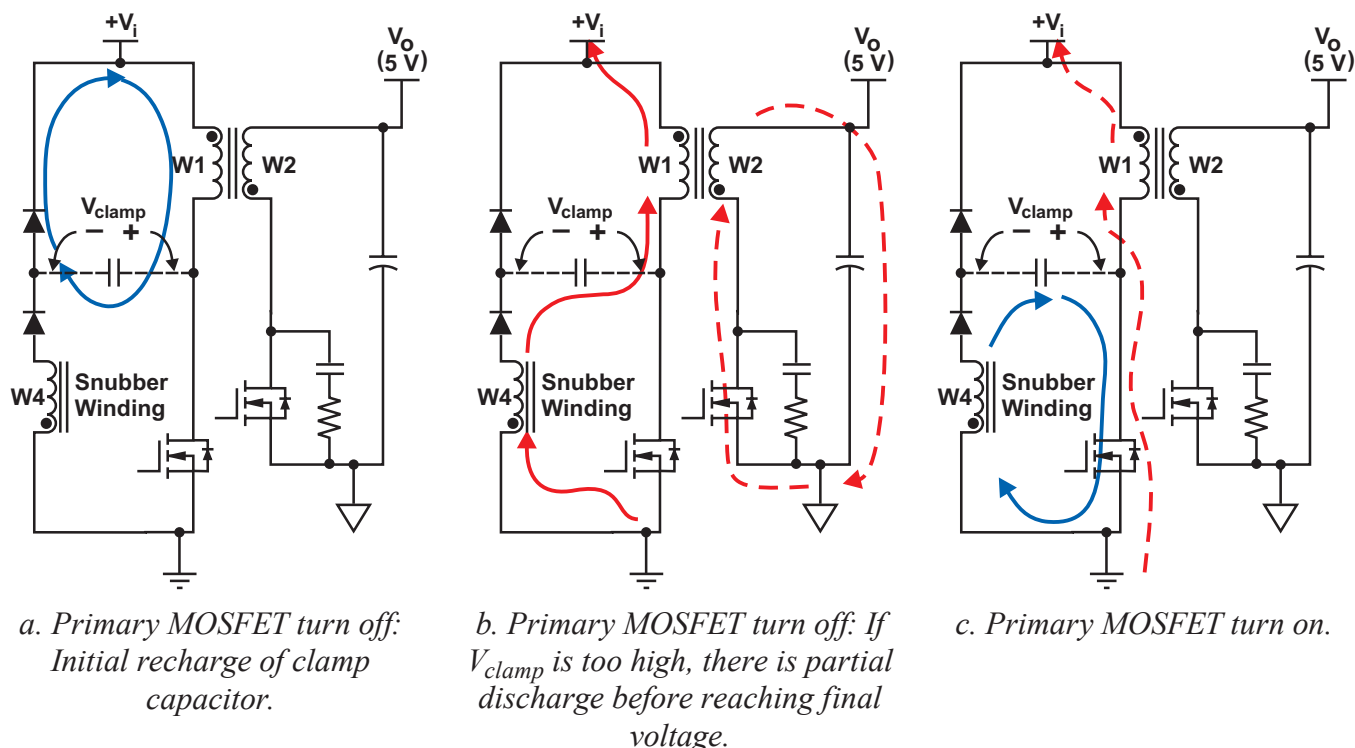 +Vi
VO
(5 V)
W1
W2
Vclamp
– +
W4
Snubber
Winding
a. Primary MOSFET turn off:
Initial recharge of clamp
capacitor.
+Vi
VO
(5 V)
W1
W2
Vclamp
– +
W4
Snubber
Winding
b. Primary MOSFET turn off: If
Vclamp is too high, there is partial
discharge before reaching final
voltage.
+Vi
VO
(5 V)
W1
W2
Vclamp
– +
W4
Snubber
Winding
c. Primary MOSFET turn on.